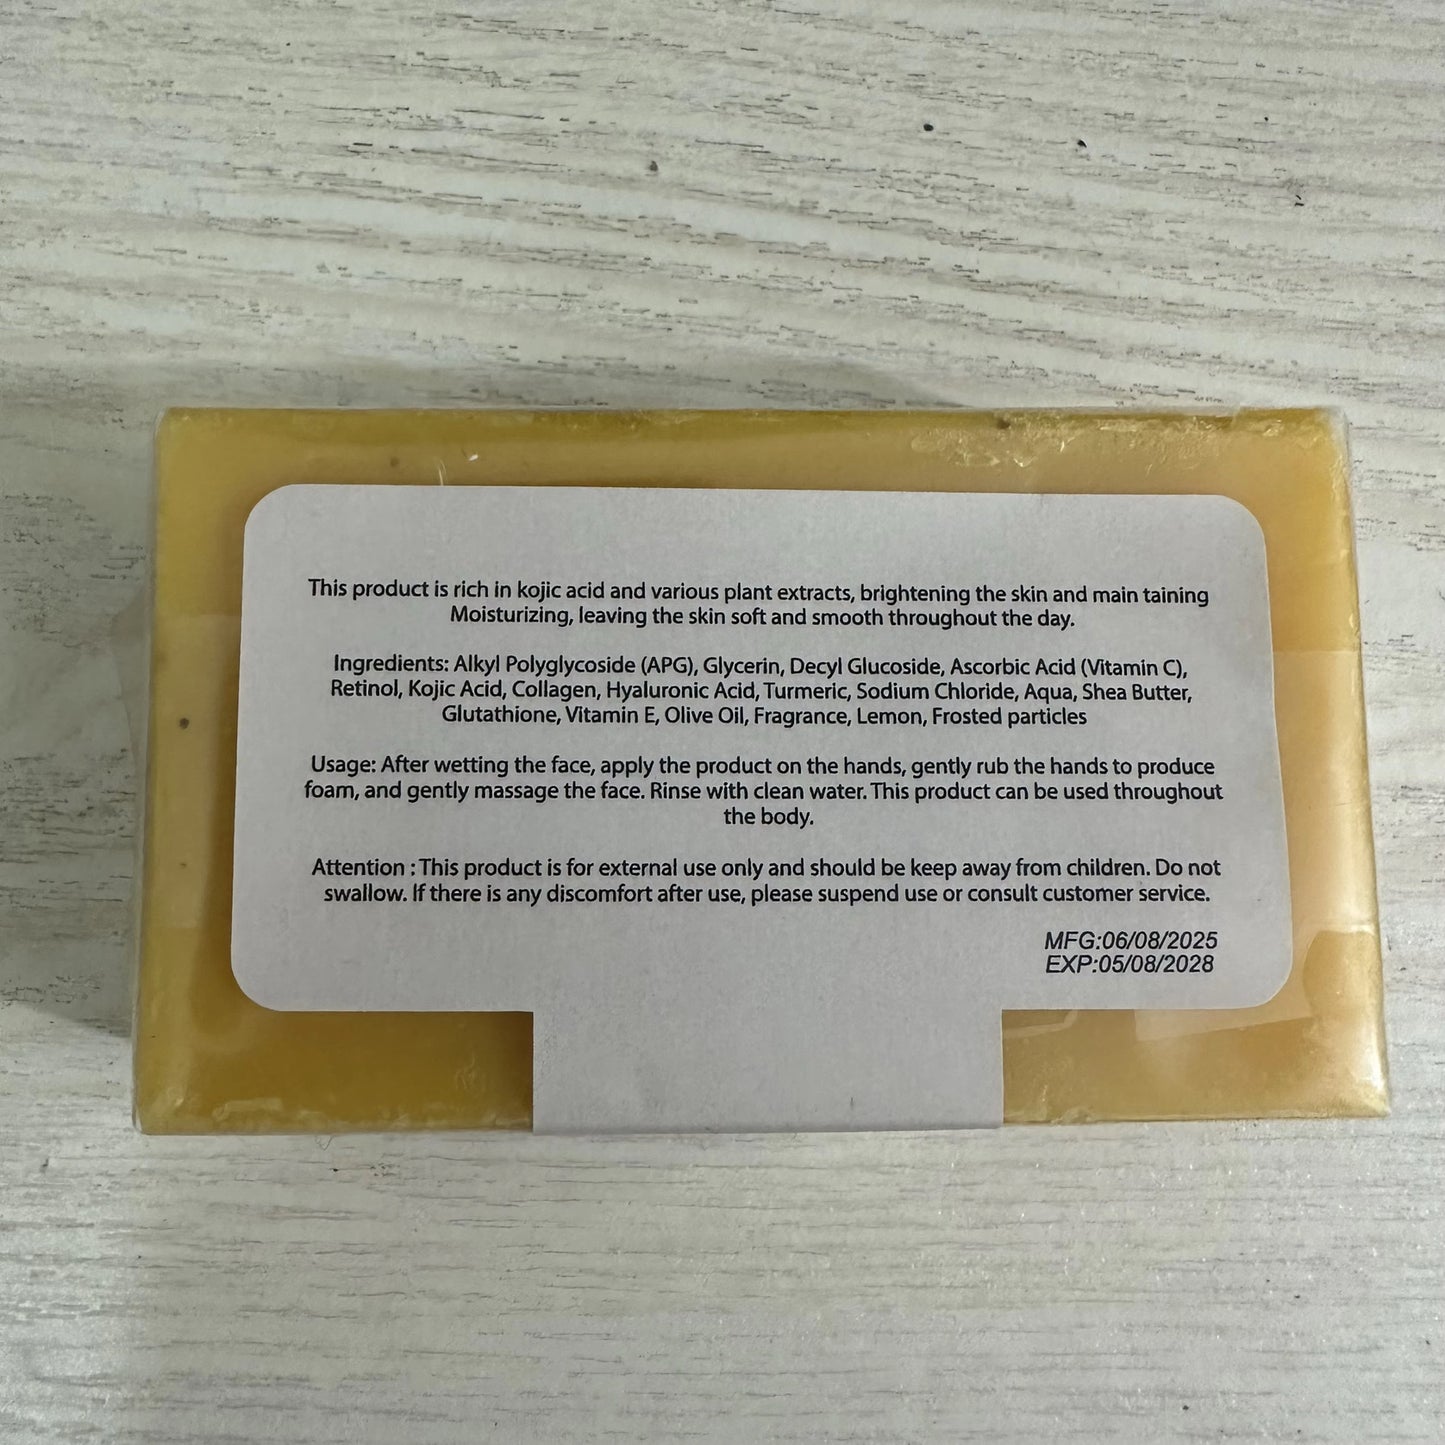 This product is rich in kojic acid and various plant extracts, brightening the skin and main taining
Moisturizing, leaving the skin soft and smooth throughout the day.
Ingredients: Alkyl Polyglycoside (APG), Glycerin, Decyl Glucoside, Ascorbic Acid (Vitamin C),
Retinol, Kojic Acid, Collagen, Hyaluronic Acid, Turmeric, Sodium Chloride, Aqua, Shea Butter,
Glutathione, Vitamin E, Olive Oil, Fragrance, Lemon, Frosted particles
Usage: After wetting the face, apply the product on the hands, gently rub the hands to produce
foam, and gently massage the face. Rinse with clean water. This product can be used throughout
the body.
Attention : This product is for external use only and should be keep away from children. Do not
swallow. If there is any discomfort after use, please suspend use or consult customer service.
MFG:06/08/2025
EXP:05/08/2028